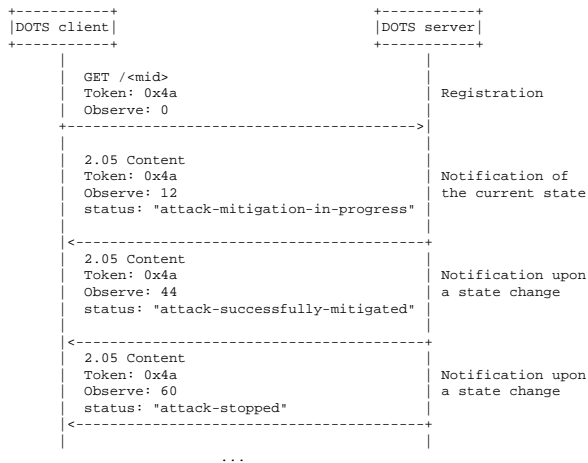 DOTS client DOTS server
GET /<mid>
Token: 0x4a Registration
Observe: 0
2.05 Content
Token: 0x4a Notification of
Observe: 12 the current state
status: "attack-mitigation-in-progress"
2.05 Content
Token: 0x4a Notification upon
Observe: 44 a state change
status: "attack-successfully-mitigated"
2.05 Content
Token: 0x4a Notification upon
Observe: 60 a state change
status: "attack-stopped"
...